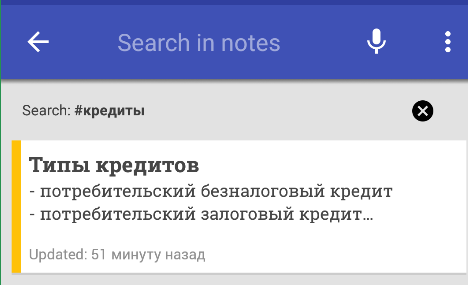 Search in notes
Search: #кредиты
Типы кредитов
- потребительский безналоговый кредит
- потребительский залоговый кредит...
Updated: 51 минуту назад